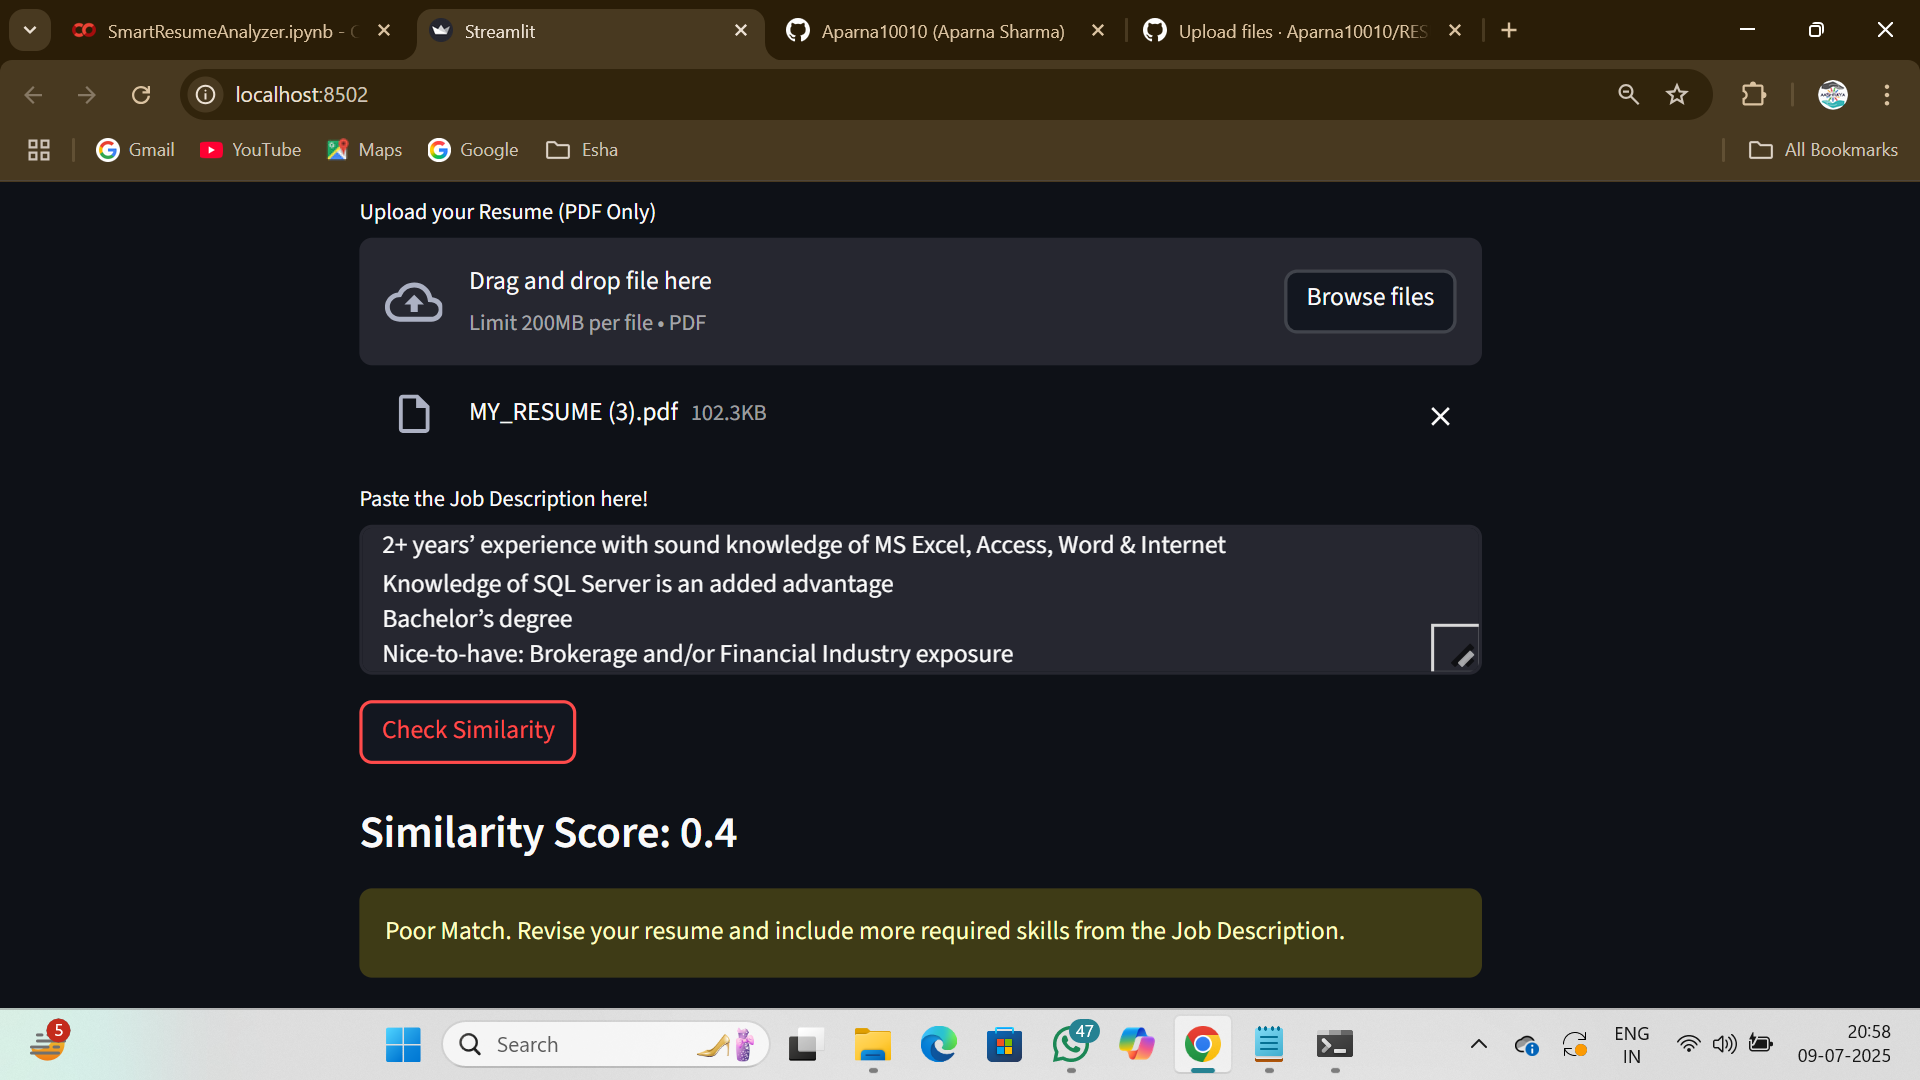 SmartResumeAnalyzer.ipynb - C
Streamlit
Aparna10010 (Aparna Sharma)
Upload files · Aparna10010/RES
localhost:8502
Gmail
YouTube
Maps
Google
Esha
All Bookmarks
Upload your Resume (PDF Only)
Drag and drop file here
Limit 200MB per file • PDF
Browse files
MY_RESUME (3).pdf 102.3KB
Paste the Job Description here!
2+ years’ experience with sound knowledge of MS Excel, Access, Word & Internet
Knowledge of SQL Server is an added advantage
Bachelor’s degree
Nice-to-have: Brokerage and/or Financial Industry exposure
Check Similarity
Similarity Score: 0.4
Poor Match. Revise your resume and include more required skills from the Job Description.
5
Search
47
ENG
IN
20:58
09-07-2025